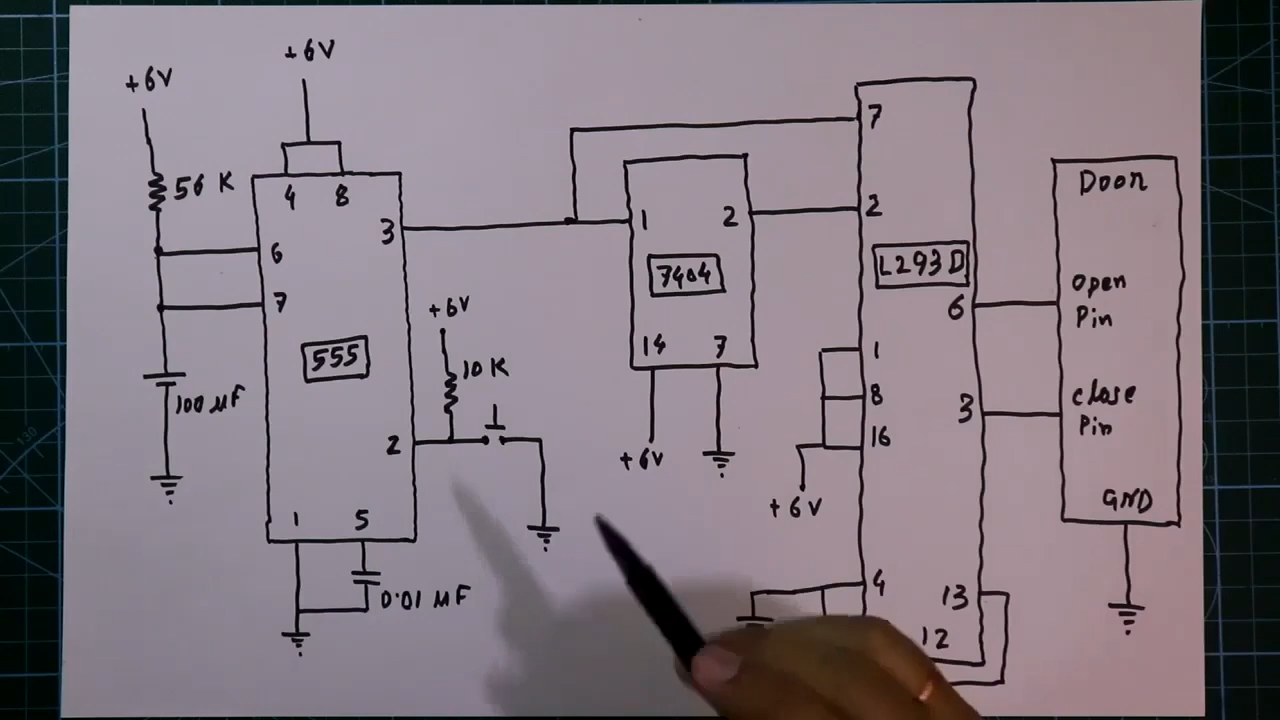 +6V
+6V
56 K
4 8
6
7
3
555
100 µF
2
1 5
0.01 µF
+6V
10 K
1 2
7404
14 7
+6V
7
2
L293D
6
1
8
16
3
+6V
4
13
12
Door
Open
Pin
Close
Pin
GND